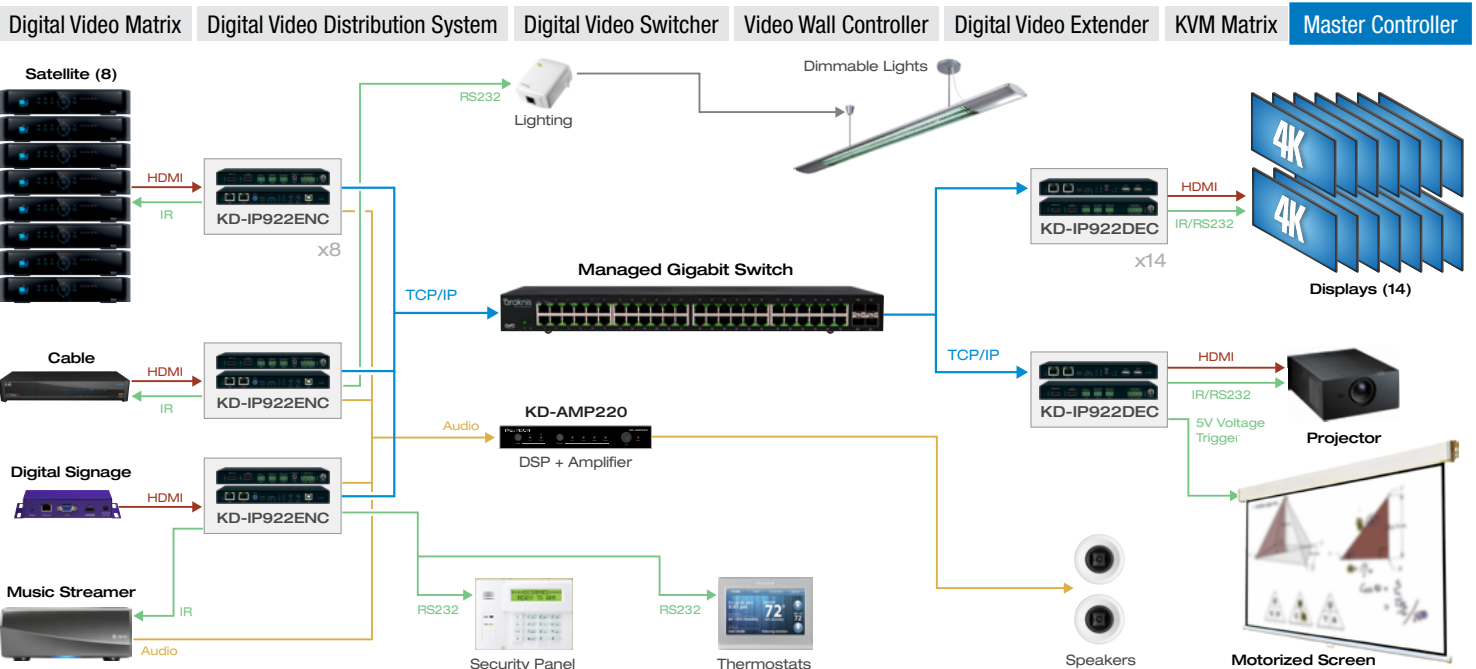 Digital Video Matrix
Digital Video Distribution System
Digital Video Switcher
Video Wall Controller
Digital Video Extender
KVM Matrix
Master Controller
Satellite (8)
HDMI
IR
KD-IP922ENC
x8
RS232
Lighting
Dimmable Lights
KD-IP922DEC
x14
HDMI
IR/RS232
4K
4K
Displays (14)
TCP/IP
Managed Gigabit Switch
Cable
HDMI
IR
KD-IP922ENC
TCP/IP
KD-IP922DEC
HDMI
IR/RS232
5V Voltage
Trigger
Projector
Audio
KD-AMP220
DSP + Amplifier
Digital Signage
HDMI
KD-IP922ENC
Music Streamer
IR
Audio
RS232
Security Panel
RS232
72°
Thermostats
Speakers
Motorized Screen